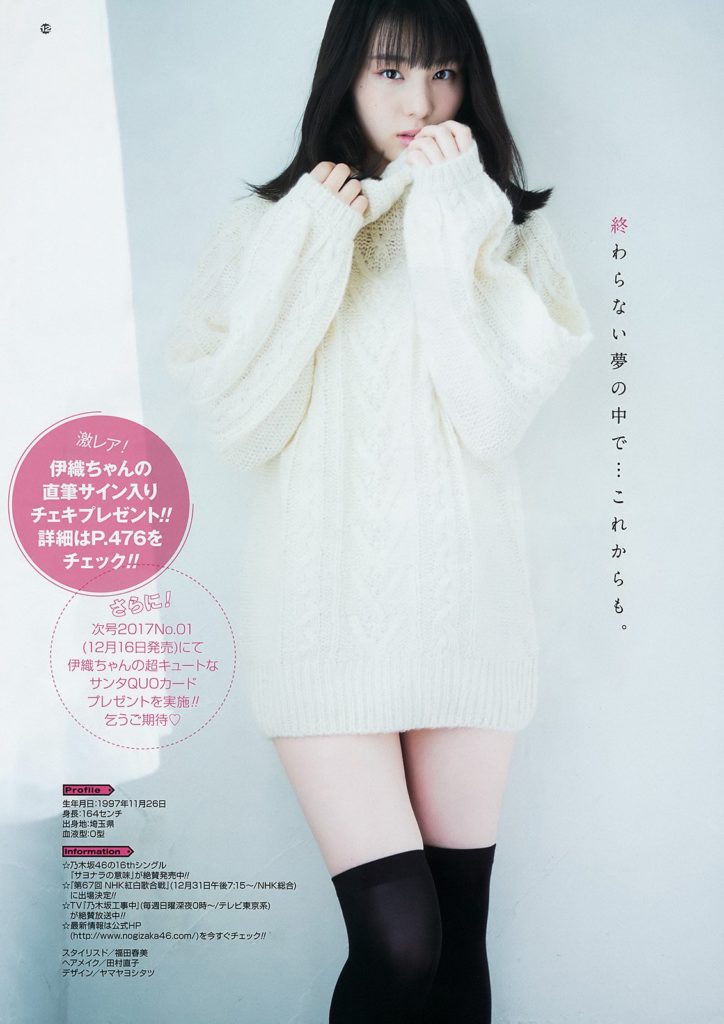 12
終わらない夢の中で…これからも。
激レア!
伊織ちゃんの
直筆サイン入り
チェキプレゼント!!
詳細はP.476を
チェック!!
さらに!
次号2017No.01
(12月16日発売)にて
伊織ちゃんの超キュートな
サンタQUOカード
プレゼントを実施!!
乞うご期待♡
Profile
生年月日:1997年11月26日
身長:164センチ
出身地:埼玉県
血液型:O型
Information
☆乃木坂46の16thシングル
「サヨナラの意味」が絶賛発売中!!
☆『第67回 NHK紅白歌合戦』(12月31日午後7:15〜/NHK総合)
に出場決定!!
☆TV『乃木坂工事中』(毎週日曜深夜0時〜/テレビ東京系)
が絶賛放送中!!
☆最新情報は公式HP
(http://www.nogizaka46.com/)を今すぐチェック!!
スタイリスト/福田春美
ヘアメイク/田村直子
デザイン/ヤマヤヨシタツ